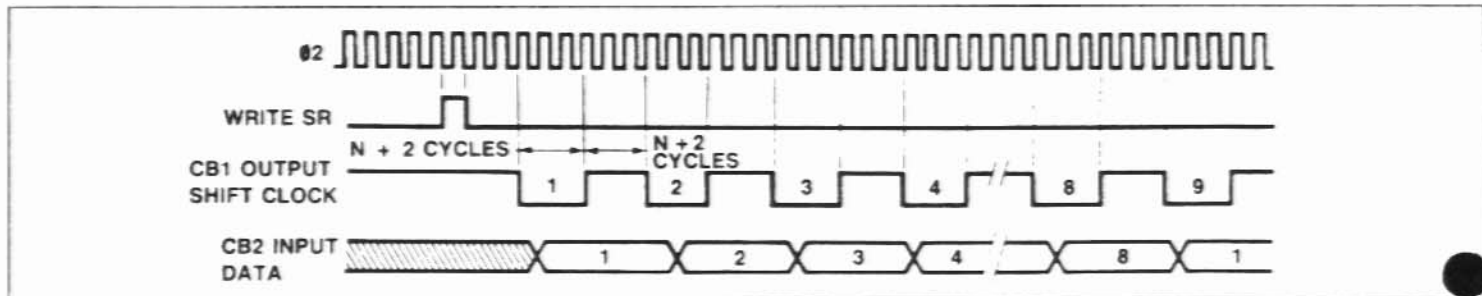 ø2
WRITE SR
N + 2 CYCLES
N + 2
CYCLES
CB1 OUTPUT
SHIFT CLOCK
1
2
3
4
8
9
CB2 INPUT
DATA
1
2
3
4
8
1